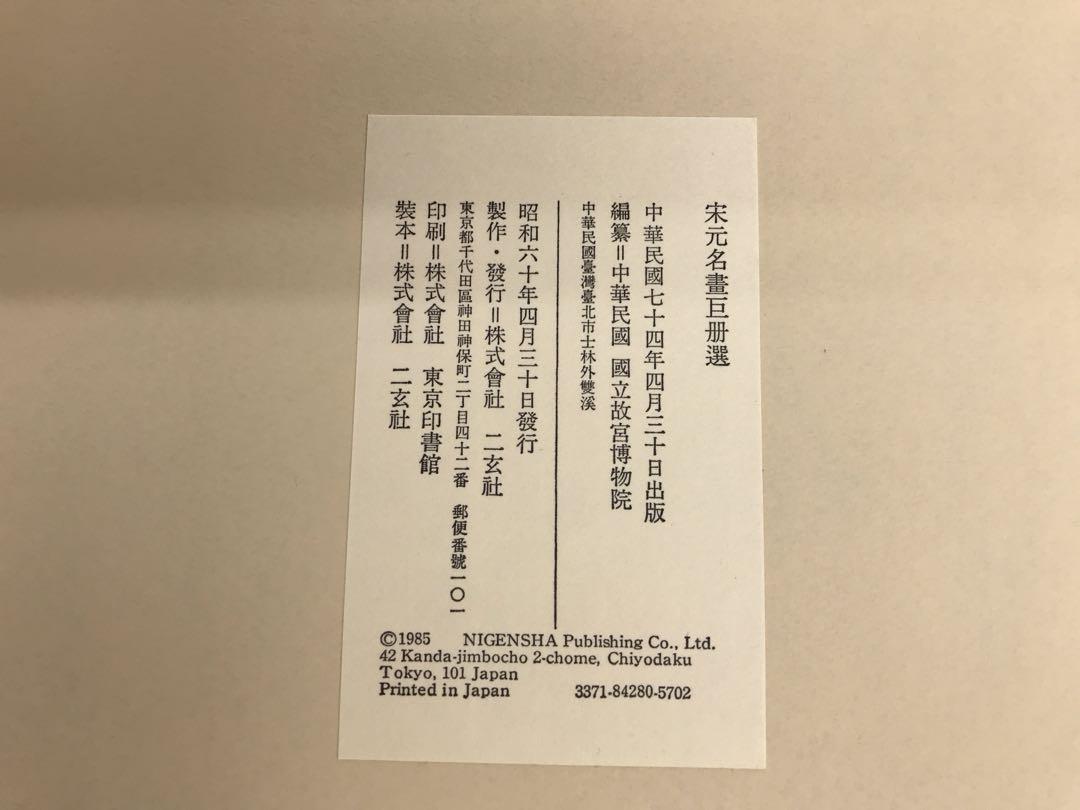 宋元名畫巨册選
中華民國七十四年四月三十日出版
編纂＝中華民國　國立故宮博物院
中華民國臺灣臺北市士林外雙溪
昭和六十年四月三十日發行
製作・發行＝株式會社　二玄社
東京都千代田區神田神保町二丁目四十二番　郵便番號一〇一
印刷＝株式會社　東京印書館
裝本＝株式會社　二玄社
©1985 NIGENSHA Publishing Co., Ltd.
42 Kanda-jimbocho 2-chome, Chiyodaku
Tokyo, 101 Japan
Printed in Japan 3371-84280-5702